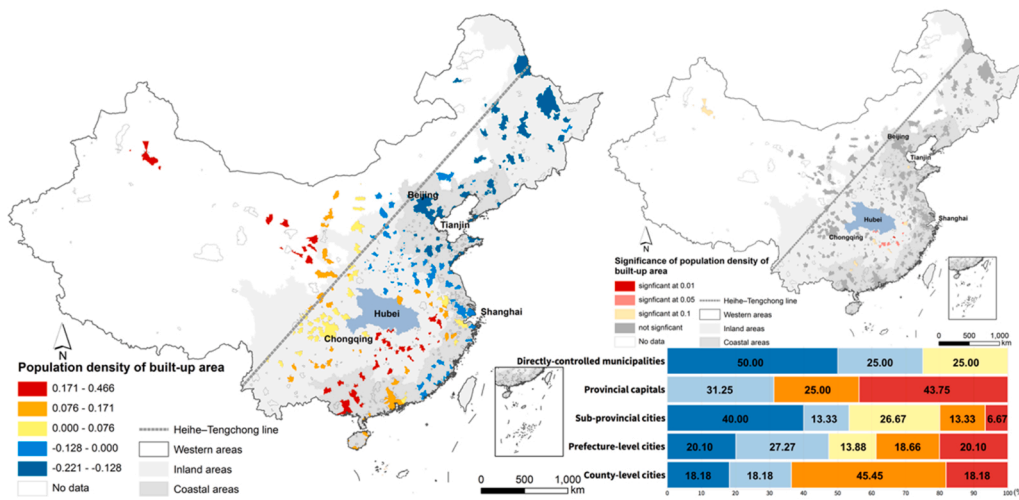 Beijing
Tianjin
Hubei
Shanghai
Chongqing
N
Population density of built-up area
0.171 - 0.466
0.076 - 0.171
0.000 - 0.076
-0.128 - 0.000
-0.221 - -0.128
No data
Heihe–Tengchong line
Western areas
Inland areas
Coastal areas
0 500 1,000
km
Beijing
Tianjin
Hubei
Shanghai
Chongqing
N
Significance of population density of
built-up area
signficant at 0.01
signficant at 0.05
signficant at 0.1
not signficant
No data
Heihe–Tengchong line
Western areas
Inland areas
Coastal areas
0 500 1,000
km
Directly-controlled municipalities 50.00 25.00 25.00
Provincial capitals 31.25 25.00 43.75
Sub-provincial cities 40.00 13.33 26.67 13.33 6.67
Prefecture-level cities 20.10 27.27 13.88 18.66 20.10
County-level cities 18.18 18.18 45.45 18.18
0 10 20 30 40 50 60 70 80 90 100 (%)